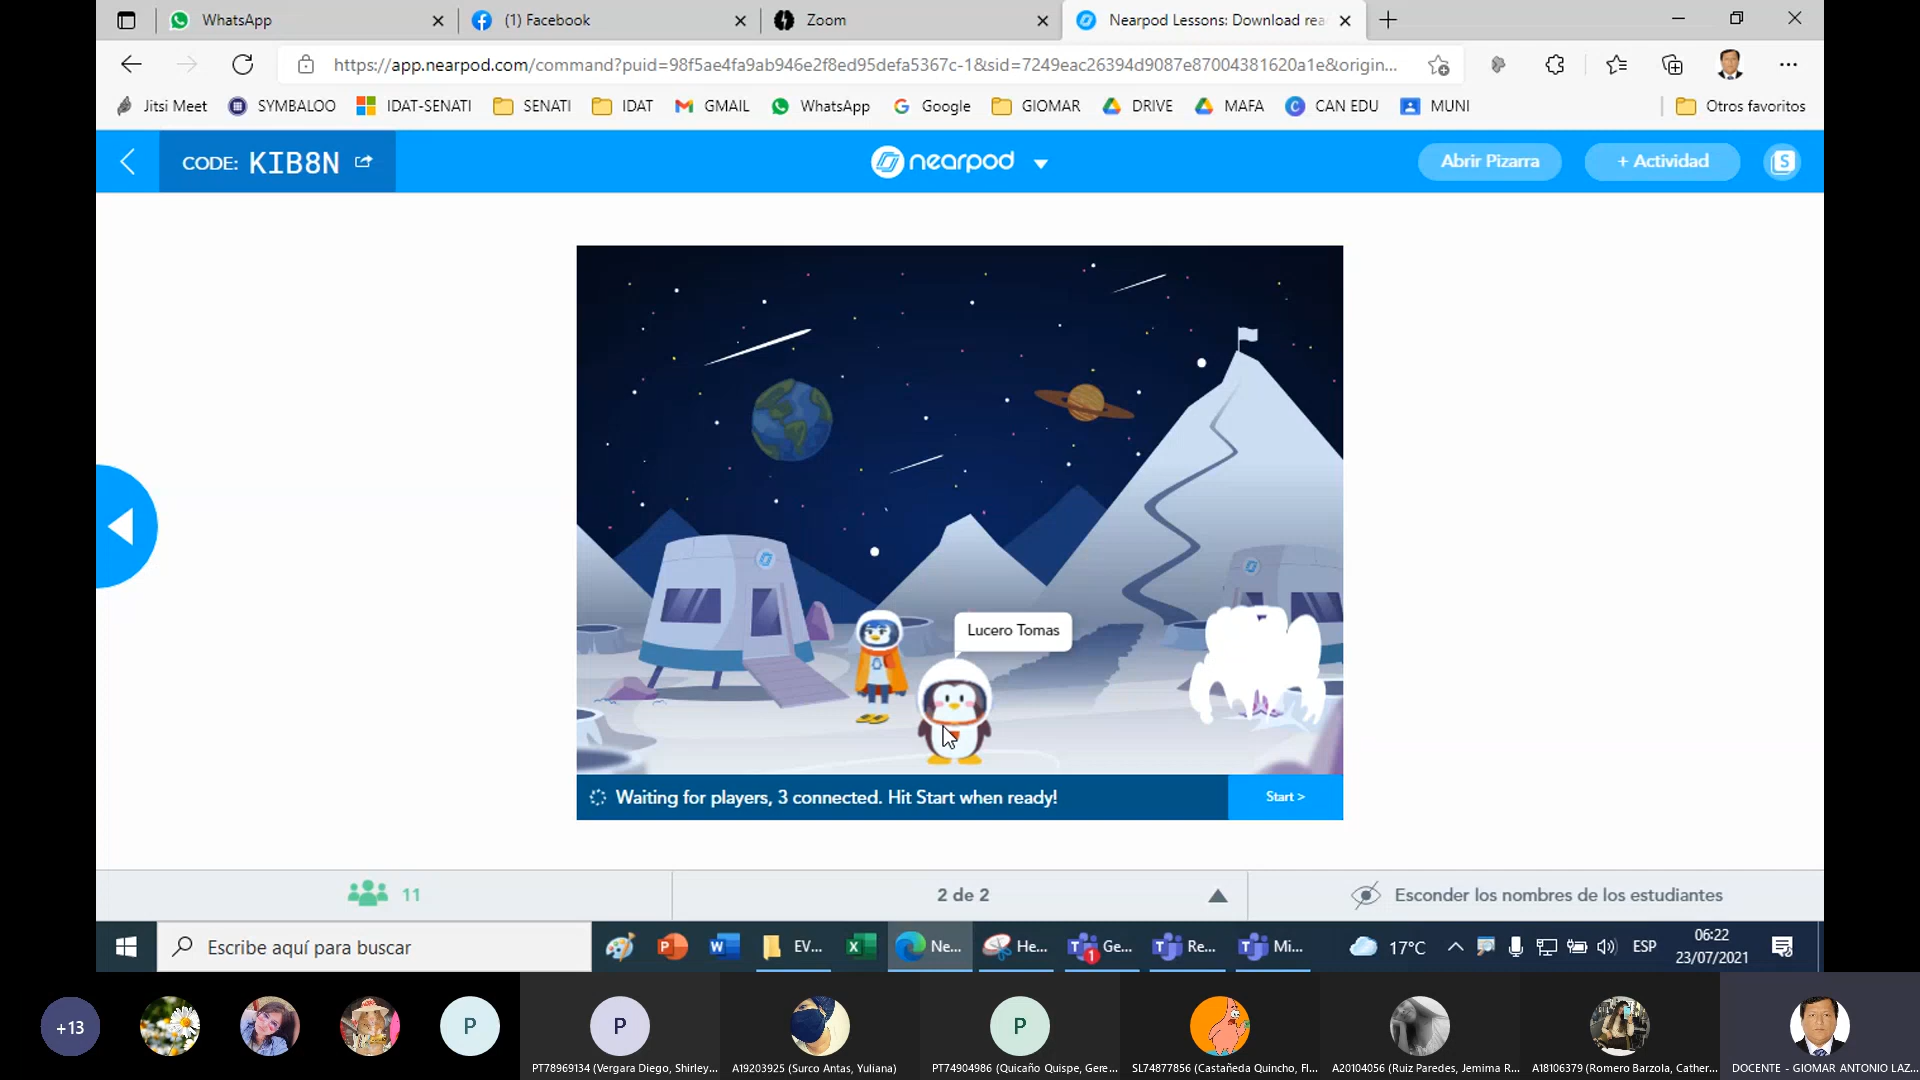 WhatsApp
(1) Facebook
Zoom
Nearpod Lessons: Download rea
https://app.nearpod.com/command?puid=98f5ae4fa9ab946e2f8ed95defa5367c-1&sid=7249eac26394d9087e87004381620a1e&origin...
Jitsi Meet SYMBALOO IDAT-SENATI SENATI IDAT GMAIL WhatsApp Google GIOMAR DRIVE MAFA CAN EDU MUNI Otros favoritos
CODE: KIB8N
nearpod
Abrir Pizarra
+ Actividad
S
Lucero Tomas
Waiting for players, 3 connected. Hit Start when ready!
Start >
11
2 de 2
Esconder los nombres de los estudiantes
Escribe aquí para buscar
EV... Ne... He... Ge... Re... Mi...
17°C
ESP
06:22
23/07/2021
+13
P
P
P
PT78969134 (Vergara Diego, Shirley...
A19203925 (Surco Antas, Yuliana)
PT74904986 (Quicaño Quispe, Gere...
SL74877856 (Castañeda Quincho, Fl...
A20104056 (Ruiz Paredes, Jemima R...
A18106379 (Romero Barzola, Cather...
DOCENTE - GIOMAR ANTONIO LAZ...